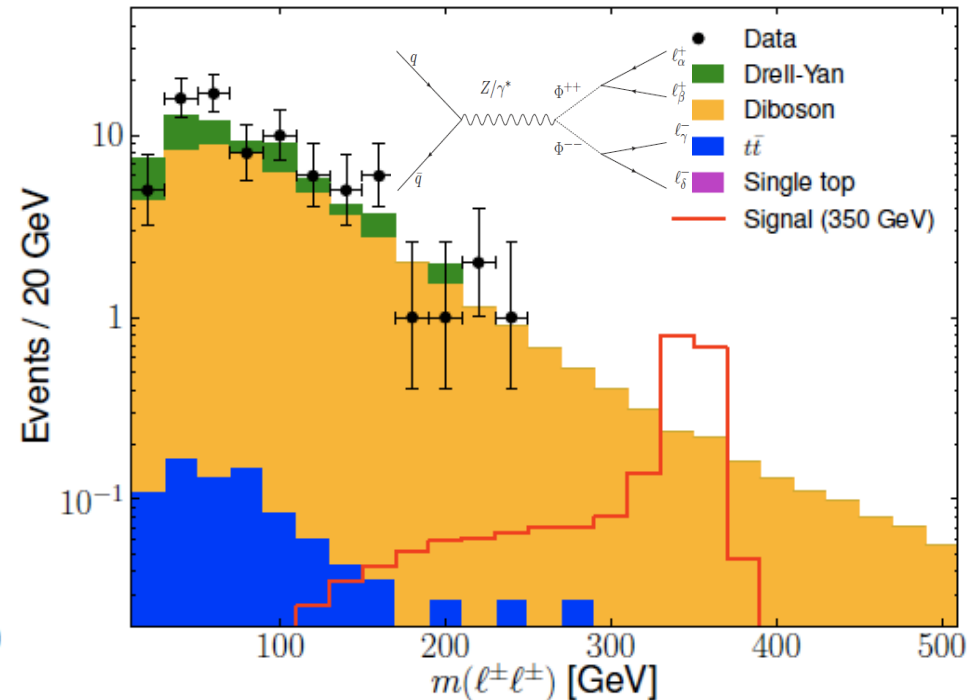 Events / 20 GeV
10
1
10⁻¹
100
200
300
400
500
m(ℓ±ℓ±) [GeV]
q
q̄
Z/γ*
Φ⁺⁺
Φ⁻⁻
ℓ⁺α
ℓ⁺β
ℓ⁻γ
ℓ⁻δ
Data
Drell-Yan
Diboson
tt̄
Single top
Signal (350 GeV)